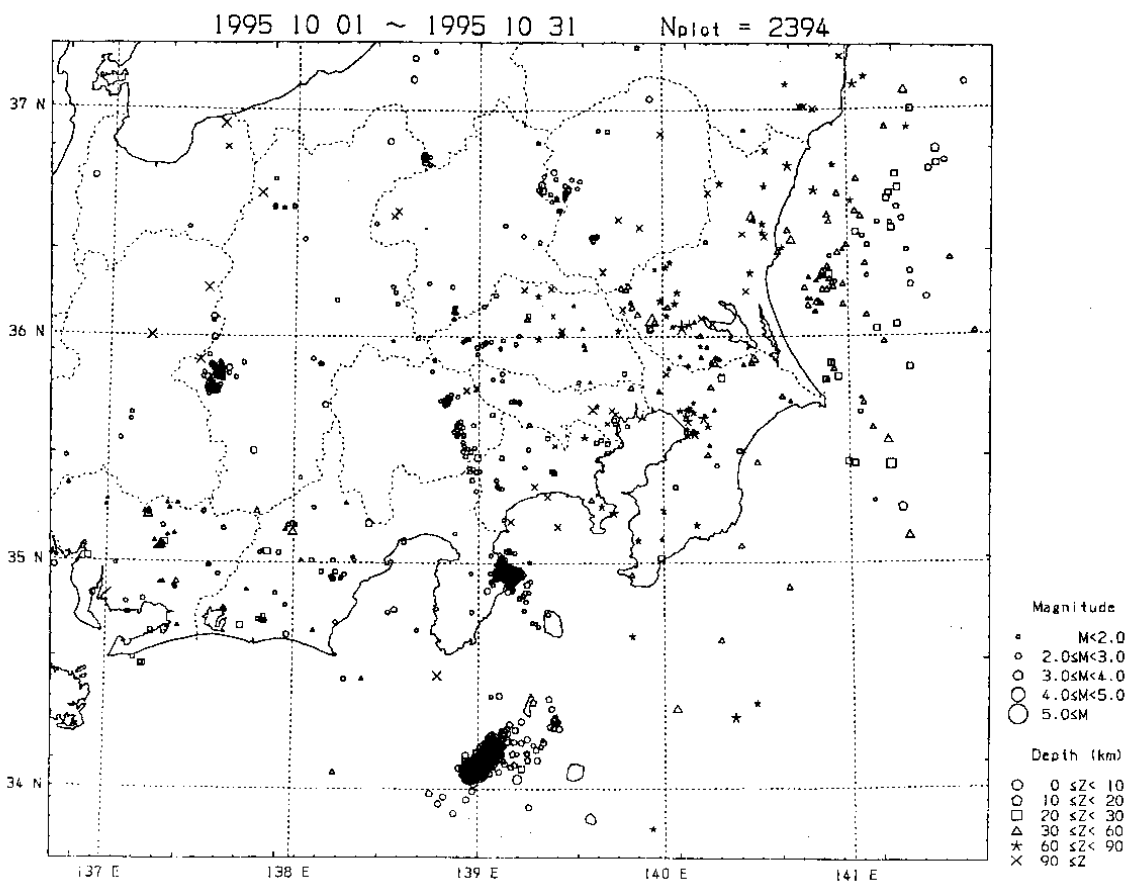 1995 10 01 ～ 1995 10 31 Nplot = 2394
37 N
36 N
35 N
34 N
137 E 138 E 139 E 140 E 141 E
Magnitude
M<2.0
2.0≤M<3.0
3.0≤M<4.0
4.0≤M<5.0
5.0≤M
Depth (km)
0 ≤Z< 10
10 ≤Z< 20
20 ≤Z< 30
30 ≤Z< 60
60 ≤Z< 90
90 ≤Z